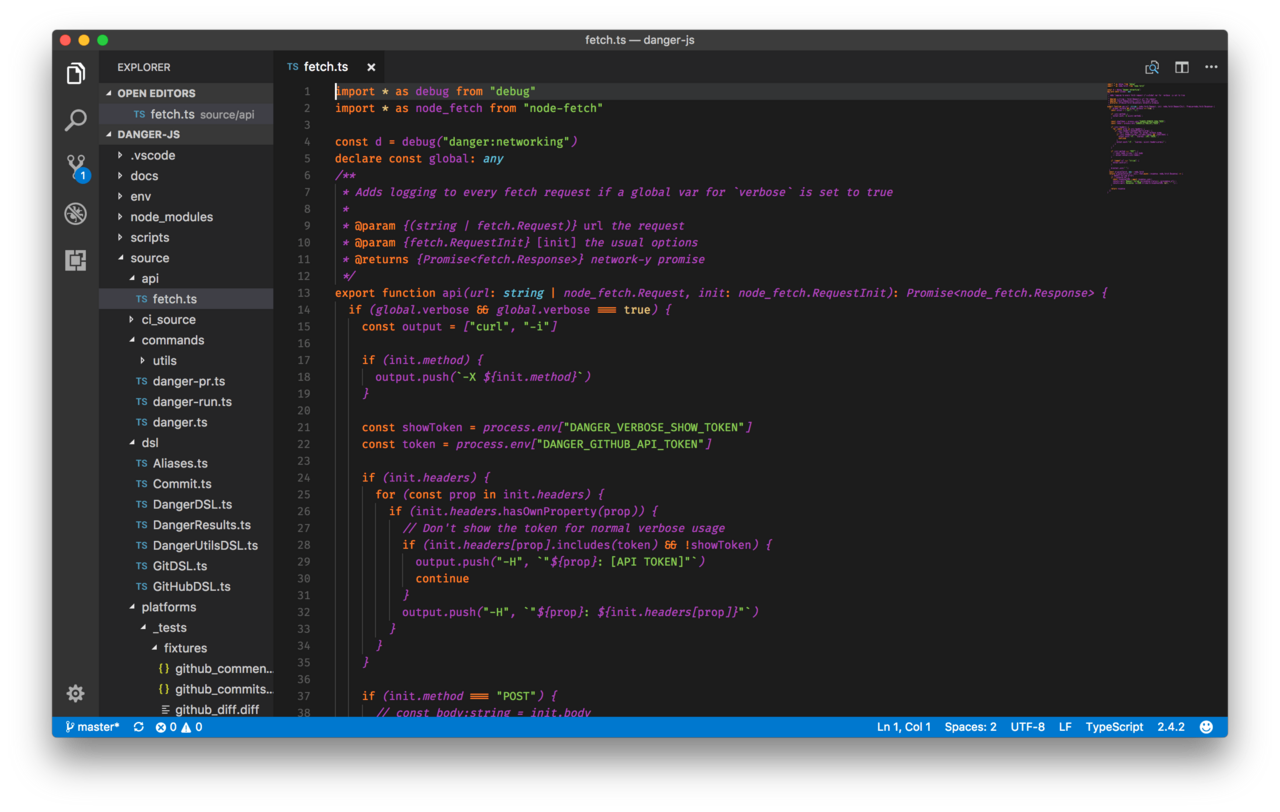 fetch.ts — danger-js
EXPLORER
OPEN EDITORS
TS fetch.ts source/api
DANGER-JS
.vscode
docs
env
node_modules
scripts
source
api
TS fetch.ts
ci_source
commands
utils
TS danger-pr.ts
TS danger-run.ts
TS danger.ts
dsl
TS Aliases.ts
TS Commit.ts
TS DangerDSL.ts
TS DangerResults.ts
TS DangerUtilsDSL.ts
TS GitDSL.ts
TS GitHubDSL.ts
platforms
_tests
fixtures
{} github_commen...
{} github_commits...
github_diff.diff
1
TS fetch.ts ×
1 import * as debug from "debug"
2 import * as node_fetch from "node-fetch"
3
4 const d = debug("danger:networking")
5 declare const global: any
6 /**
7 * Adds logging to every fetch request if a global var for `verbose` is set to true
8 *
9 * @param {(string | fetch.Request)} url the request
10 * @param {fetch.RequestInit} [init] the usual options
11 * @returns {Promise<fetch.Response>} network-y promise
12 */
13 export function api(url: string | node_fetch.Request, init: node_fetch.RequestInit): Promise<node_fetch.Response> {
14 if (global.verbose && global.verbose === true) {
15 const output = ["curl", "-i"]
16
17 if (init.method) {
18 output.push(`-X ${init.method}`)
19 }
20
21 const showToken = process.env["DANGER_VERBOSE_SHOW_TOKEN"]
22 const token = process.env["DANGER_GITHUB_API_TOKEN"]
23
24 if (init.headers) {
25 for (const prop in init.headers) {
26 if (init.headers.hasOwnProperty(prop)) {
27 // Don't show the token for normal verbose usage
28 if (init.headers[prop].includes(token) && !showToken) {
29 output.push("-H", `"${prop}: [API TOKEN]"`)
30 continue
31 }
32 output.push("-H", `"${prop}: ${init.headers[prop]}"`)
33 }
34 }
35 }
36
37 if (init.method === "POST") {
38 // const body:string = init.body
master* 0 0
Ln 1, Col 1 Spaces: 2 UTF-8 LF TypeScript 2.4.2